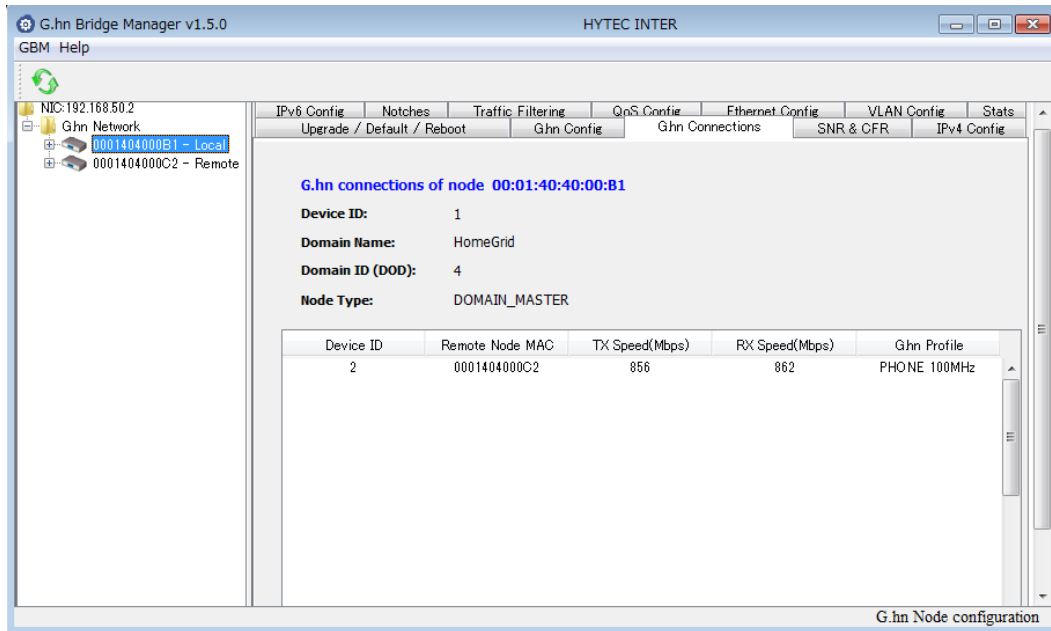 G.hn Bridge Manager v1.5.0 HYTEC INTER
GBM Help
NIC:192.168.50.2
G.hn Network
0001404000B1 - Local
0001404000C2 - Remote
IPv6 Config Notches Traffic Filtering QoS Config Ethernet Config VLAN Config Stats
Upgrade / Default / Reboot G.hn Config G.hn Connections SNR & CFR IPv4 Config
G.hn connections of node 00:01:40:40:00:B1
Device ID: 1
Domain Name: HomeGrid
Domain ID (DOD): 4
Node Type: DOMAIN_MASTER
Device ID Remote Node MAC TX Speed(Mbps) RX Speed(Mbps) G.hn Profile
2 0001404000C2 856 862 PHONE 100MHz
G.hn Node configuration